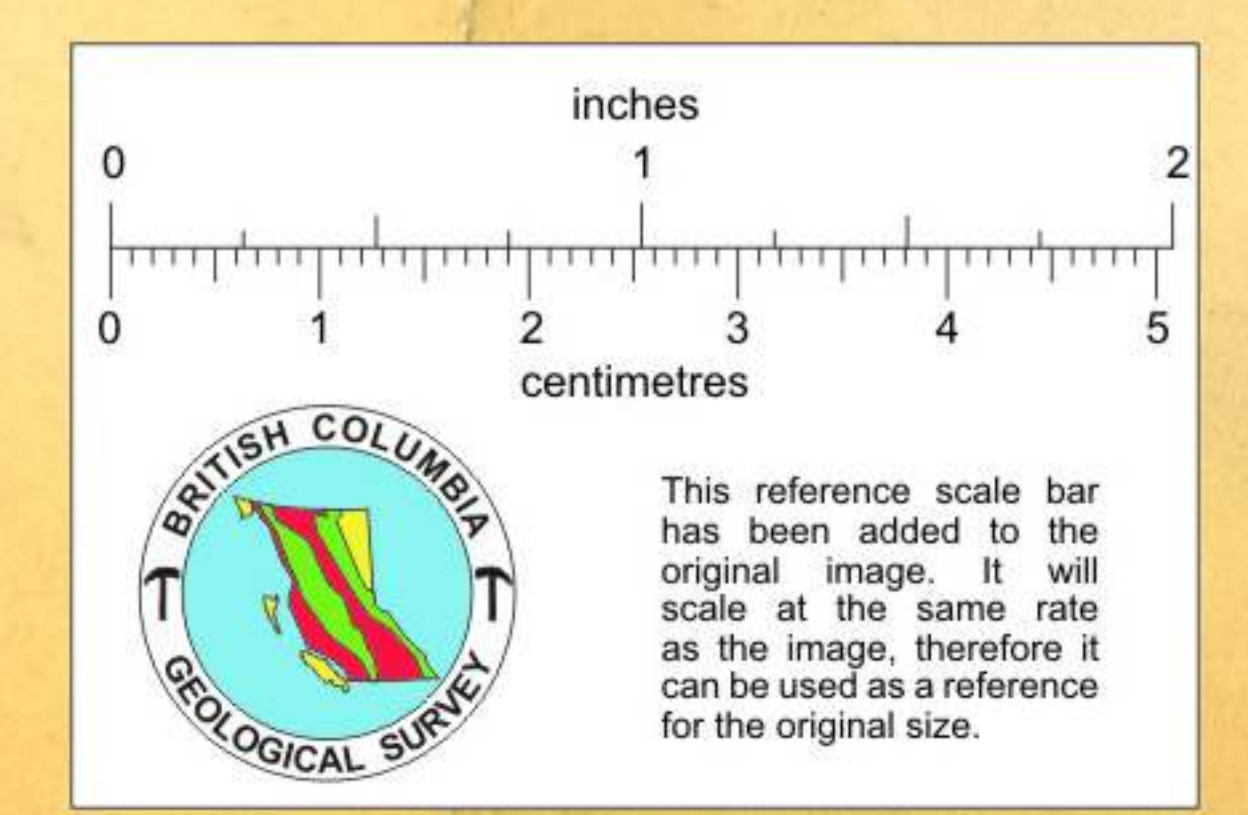 inches
0 1 2
0 1 2 3 4 5
centimetres
BRITISH COLUMBIA
GEOLOGICAL SURVEY
This reference scale bar
has been added to the
original image. It will
scale at the same rate
as the image, therefore it
can be used as a reference
for the original size.